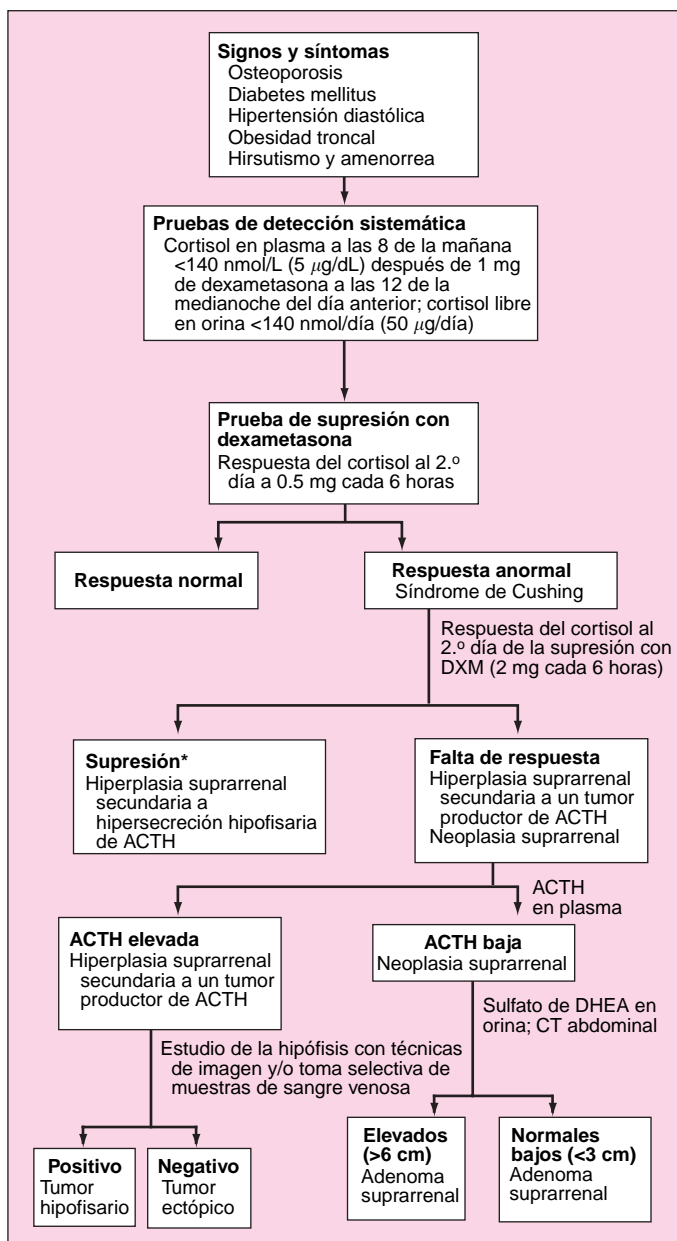 Signos y síntomas
Osteoporosis
Diabetes mellitus
Hipertensión diastólica
Obesidad troncal
Hirsutismo y amenorrea
Pruebas de detección sistemática
Cortisol en plasma a las 8 de la mañana
<140 nmol/L (5 μg/dL) después de 1 mg
de dexametasona a las 12 de la
medianoche del día anterior; cortisol libre
en orina <140 nmol/día (50 μg/día)
Prueba de supresión con
dexametasona
Respuesta del cortisol al 2.º
día a 0.5 mg cada 6 horas
Respuesta normal
Respuesta anormal
Síndrome de Cushing
Respuesta del cortisol al
2.º día de la supresión con
DXM (2 mg cada 6 horas)
Supresión*
Hiperplasia suprarrenal
secundaria a
hipersecreción hipofisaria
de ACTH
Falta de respuesta
Hiperplasia suprarrenal
secundaria a un tumor
productor de ACTH
Neoplasia suprarrenal
ACTH
en plasma
ACTH elevada
Hiperplasia suprarrenal
secundaria a un tumor
productor de ACTH
ACTH baja
Neoplasia suprarrenal
Sulfato de DHEA en
orina; CT abdominal
Estudio de la hipófisis con técnicas
de imagen y/o toma selectiva de
muestras de sangre venosa
Positivo
Tumor
hipofisario
Negativo
Tumor
ectópico
Elevados
(>6 cm)
Adenoma
suprarrenal
Normales
bajos (<3 cm)
Adenoma
suprarrenal